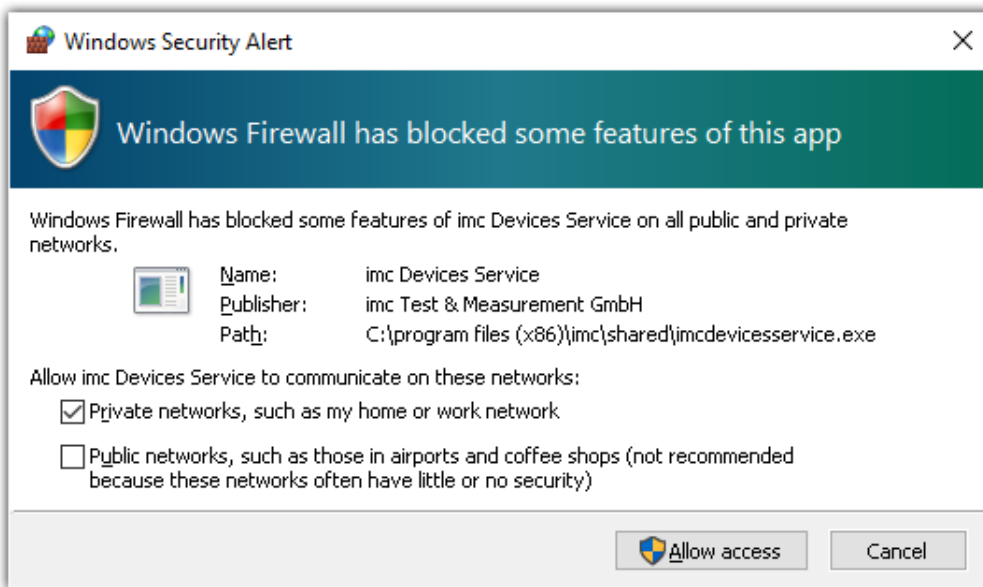 Windows Security Alert
Windows Firewall has blocked some features of this app
Windows Firewall has blocked some features of imc Devices Service on all public and private
networks.
Name: imc Devices Service
Publisher: imc Test & Measurement GmbH
Path: C:\program files (x86)\imc\shared\imcdevicesservice.exe
Allow imc Devices Service to communicate on these networks:
Private networks, such as my home or work network
Public networks, such as those in airports and coffee shops (not recommended
because these networks often have little or no security)
Allow access Cancel